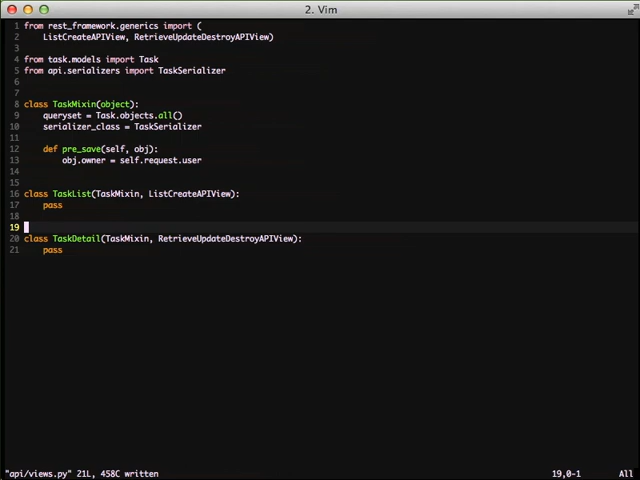 2. Vim
1 from rest_framework.generics import (
2     ListCreateAPIView, RetrieveUpdateDestroyAPIView)
3
4 from task.models import Task
5 from api.serializers import TaskSerializer
6
7
8 class TaskMixin(object):
9     queryset = Task.objects.all()
10     serializer_class = TaskSerializer
11
12     def pre_save(self, obj):
13         obj.owner = self.request.user
14
15
16 class TaskList(TaskMixin, ListCreateAPIView):
17     pass
18
19
20 class TaskDetail(TaskMixin, RetrieveUpdateDestroyAPIView):
21     pass
"api/views.py" 21L, 458C written 19,0-1 All